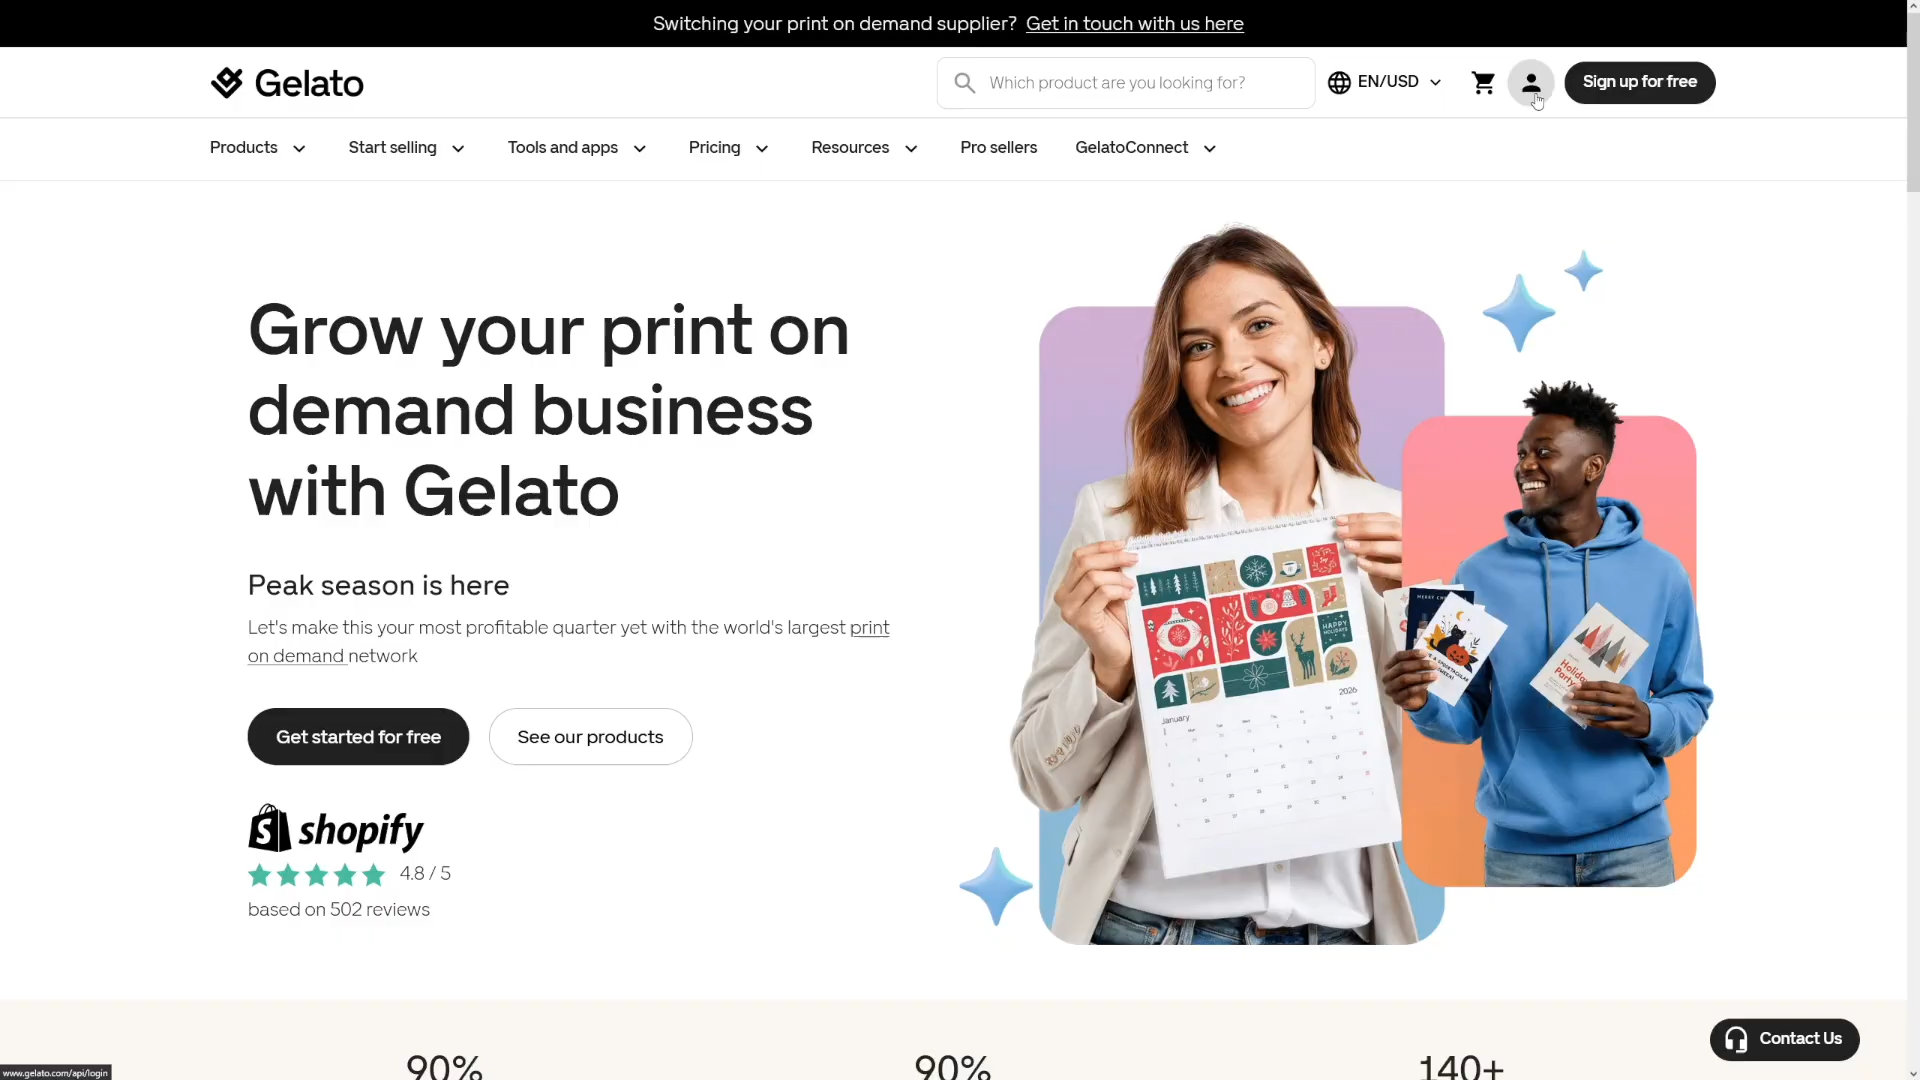 Switching your print on demand supplier? Get in touch with us here
Gelato
Which product are you looking for?
EN/USD
Sign up for free
Products
Start selling
Tools and apps
Pricing
Resources
Pro sellers
GelatoConnect
Grow your print on
demand business
with Gelato
Peak season is here
Let's make this your most profitable quarter yet with the world's largest print
on demand network
Get started for free
See our products
shopify
4.8 / 5
based on 502 reviews
HAPPY
HOLIDAYS
2026
January
Holiday
Party
Contact Us
90%
90%
140+
www.gelato.com/api/login